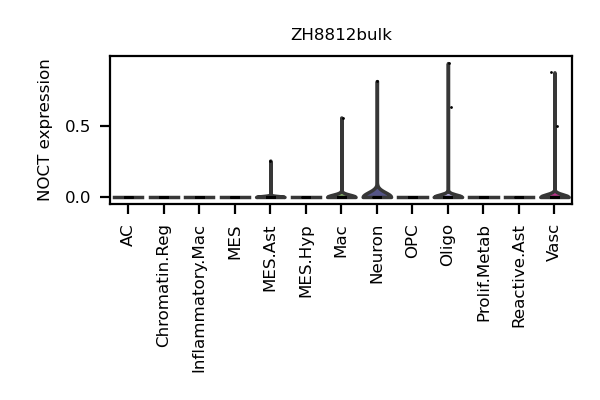 ZH8812bulk
NOCT expression
0.5
0.0
AC
Chromatin.Reg
Inflammatory.Mac
MES
MES.Ast
MES.Hyp
Mac
Neuron
OPC
Oligo
Prolif.Metab
Reactive.Ast
Vasc